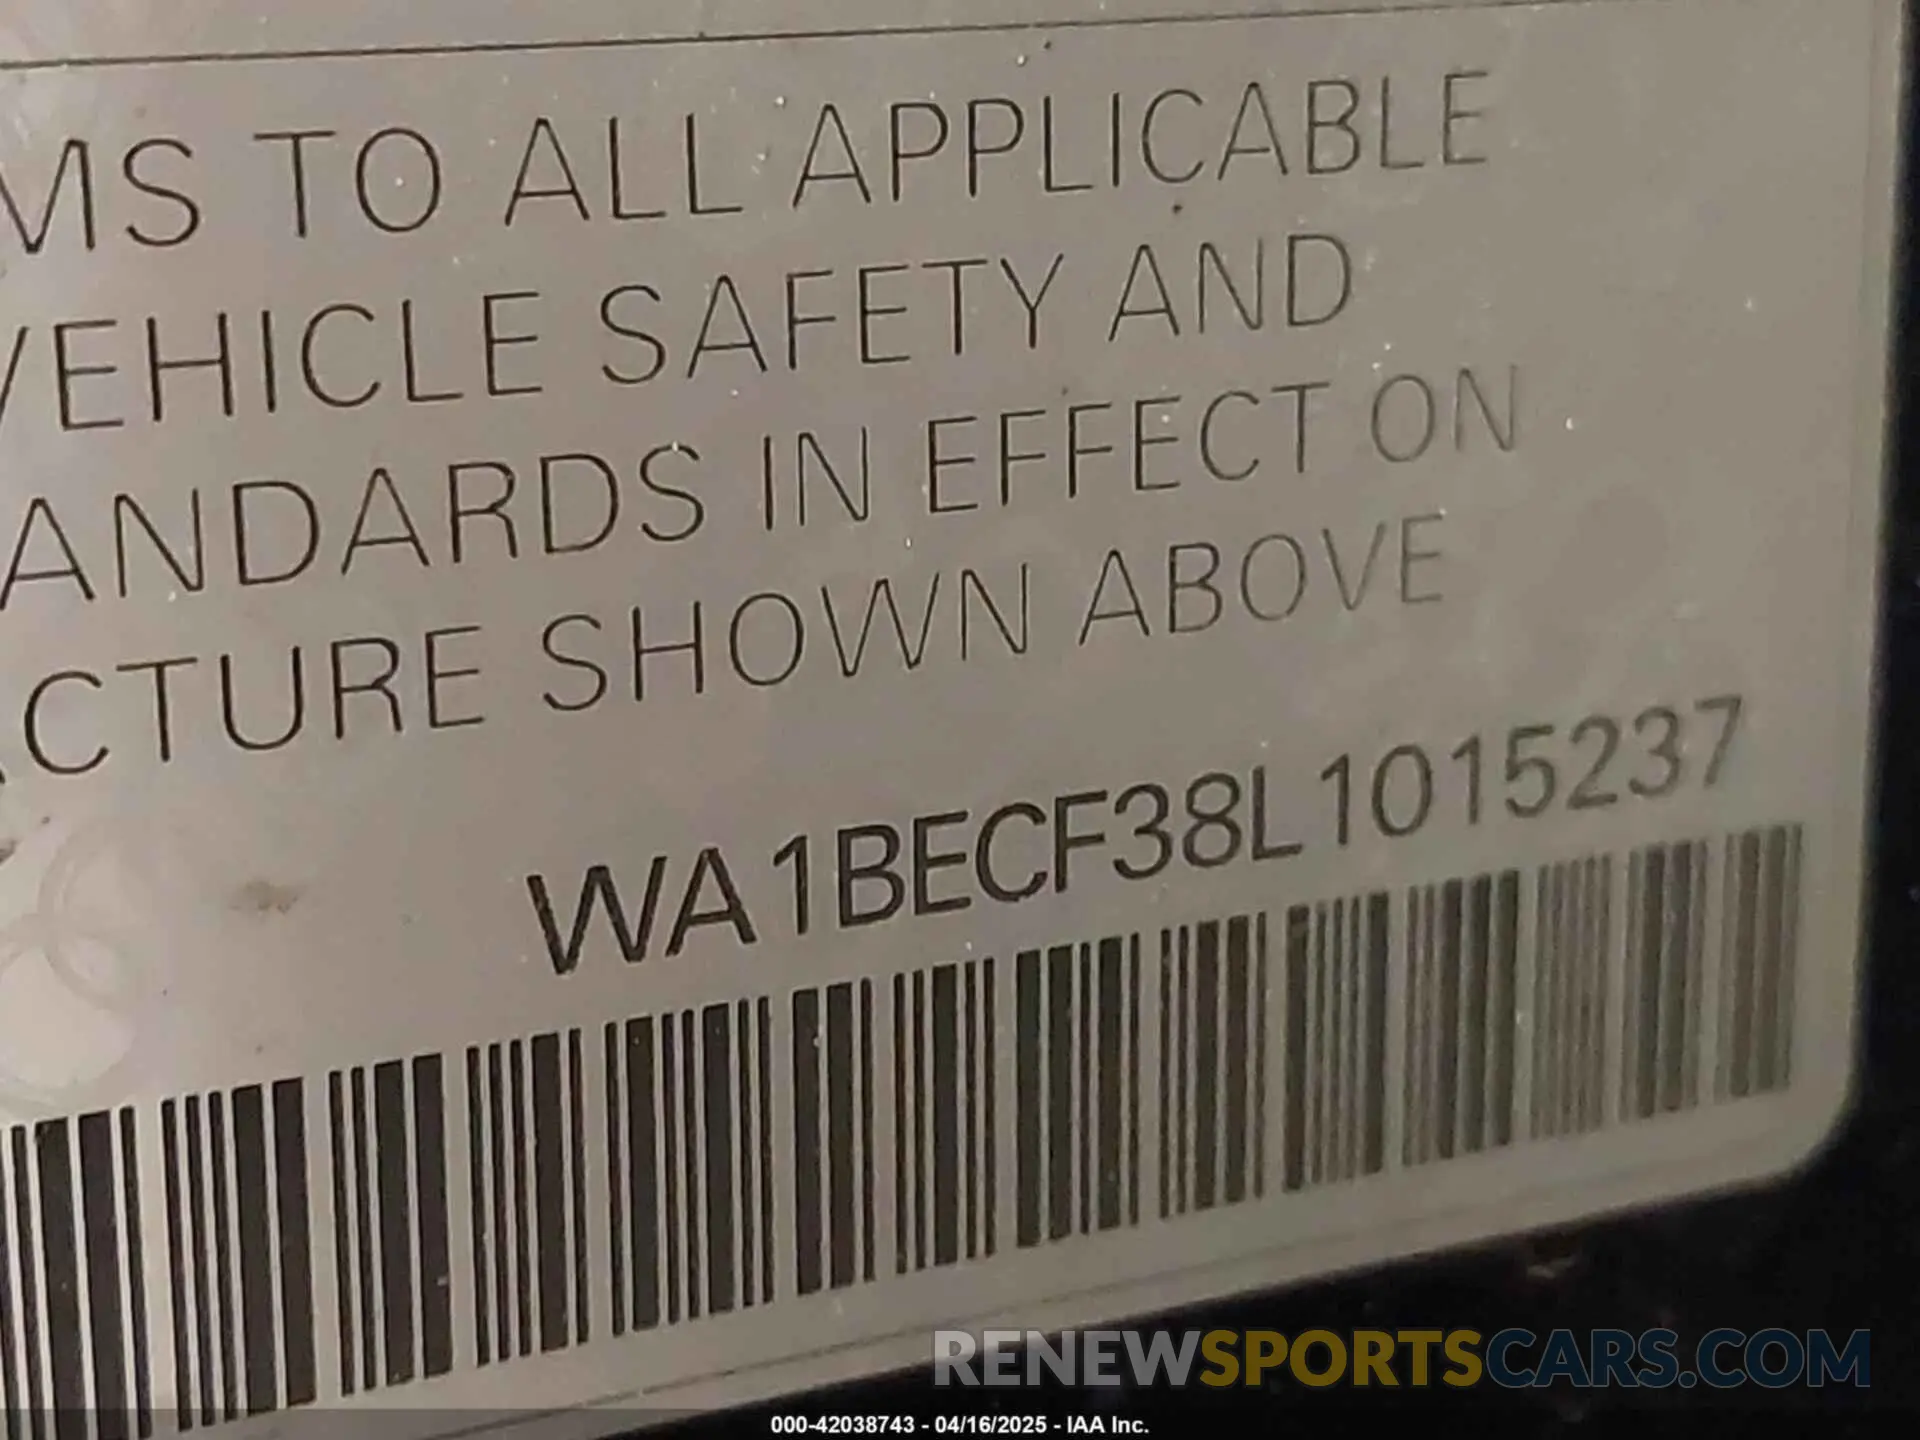 MS TO ALL APPLICABLE
VEHICLE SAFETY AND
ANDARDS IN EFFECT ON
CTURE SHOWN ABOVE
WA1BECF38L1015237
RENEWSPORTSCARS.COM
000-42038743 - 04/16/2025 - IAA Inc.